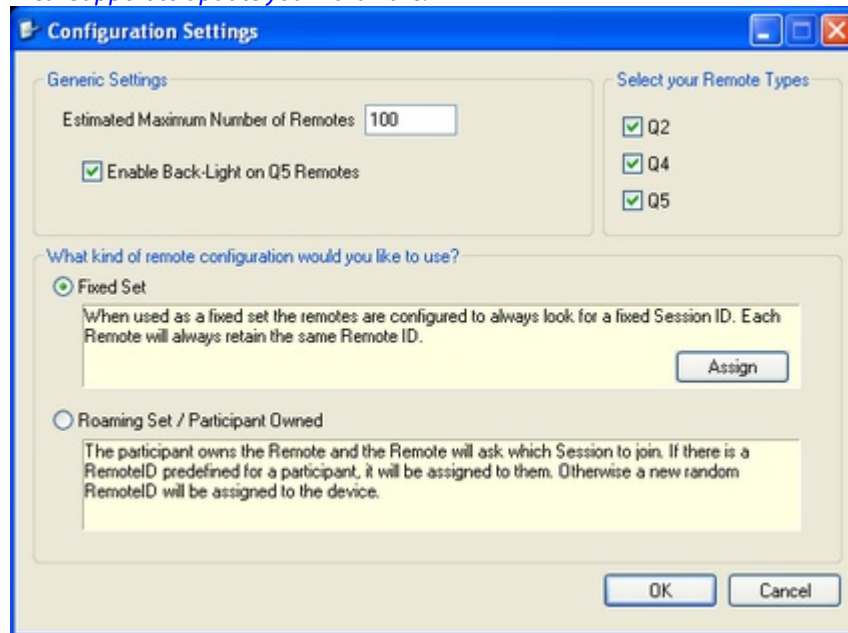 Configuration Settings
Generic Settings
Estimated Maximum Number of Remotes 100
Enable Back-Light on Q5 Remotes
Select your Remote Types
Q2
Q4
Q5
What kind of remote configuration would you like to use?
Fixed Set
When used as a fixed set the remotes are configured to always look for a fixed Session ID. Each
Remote will always retain the same Remote ID.
Assign
Roaming Set / Participant Owned
The participant owns the Remote and the Remote will ask which Session to join. If there is a
RemoteID predefined for a participant, it will be assigned to them. Otherwise a new random
RemoteID will be assigned to the device.
OK Cancel